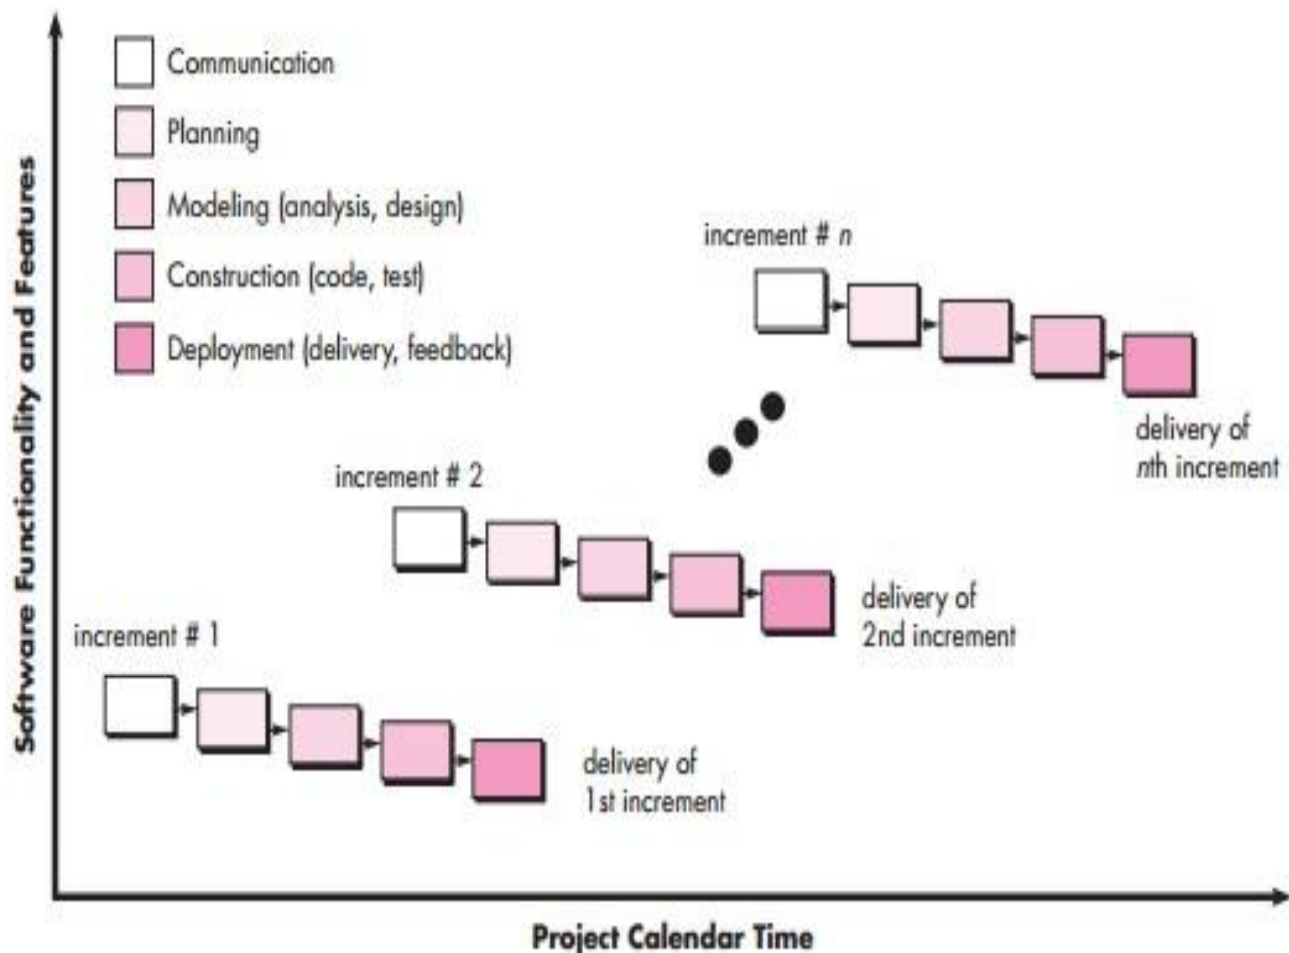 Software Functionality and Features
Communication
Planning
Modeling (analysis, design)
Construction (code, test)
Deployment (delivery, feedback)
increment # n
delivery of
nth increment
increment # 2
delivery of
2nd increment
increment # 1
delivery of
1st increment
Project Calendar Time